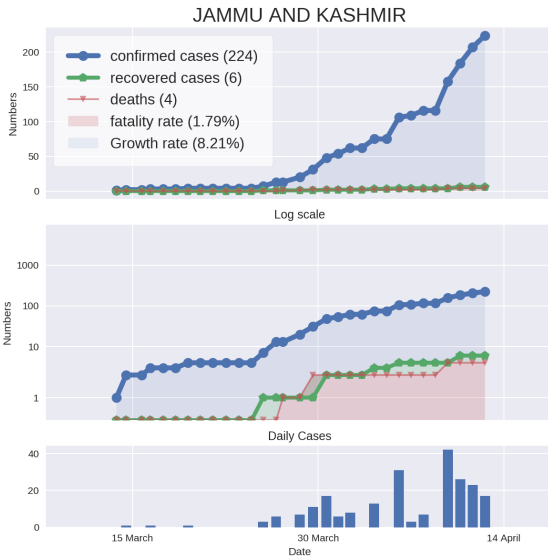 JAMMU AND KASHMIR
Numbers
200
150
100
50
0
confirmed cases (224)
recovered cases (6)
deaths (4)
fatality rate (1.79%)
Growth rate (8.21%)
Log scale
Numbers
1000
100
10
1
Daily Cases
40
20
0
15 March
30 March
14 April
Date